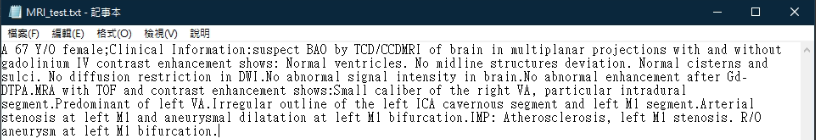 MRI_test.txt - 記事本
檔案(F) 編輯(E) 格式(O) 檢視(V) 說明
A 67 Y/O female;Clinical Information:suspect BAO by TCD/CCDMRI of brain in multiplanar projections with and without
gadolinium IV contrast enhancement shows: Normal ventricles. No midline structures deviation. Normal cisterns and
sulci. No diffusion restriction in DWI.No abnormal signal intensity in brain.No abnormal enhancement after Gd-
DTPA.MRA with TOF and contrast enhancement shows:Small caliber of the right VA, particular intradural
segment.Predominant of left VA.Irregular outline of the left ICA cavernous segment and left M1 segment.Arterial
stenosis at left M1 and aneurysmal dilatation at left M1 bifurcation.IMP: Atherosclerosis, left M1 stenosis. R/O
aneurysm at left M1 bifurcation.